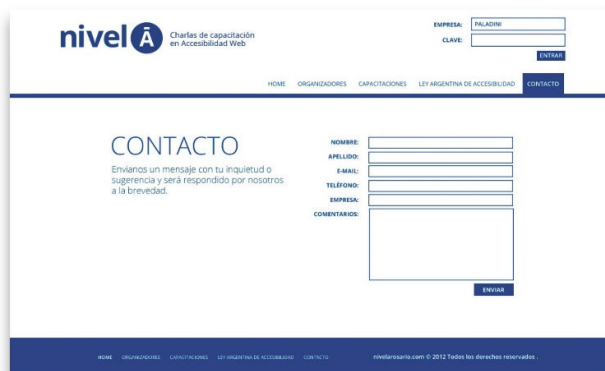 nivel Ā
Charlas de capacitación
en Accesibilidad Web
EMPRESA: PALADINI
CLAVE:
ENTRAR
HOME ORGANIZADORES CAPACITACIONES LEY ARGENTINA DE ACCESIBILIDAD CONTACTO
CONTACTO
Envianos un mensaje con tu inquietud o
sugerencia y será respondido por nosotros
a la brevedad.
NOMBRE:
APELLIDO:
E-MAIL:
TELÉFONO:
EMPRESA:
COMENTARIOS:
ENVIAR
HOME ORGANIZADORES CAPACITACIONES LEY ARGENTINA DE ACCESIBILIDAD CONTACTO
nivelarosario.com © 2012 Todos los derechos reservados .